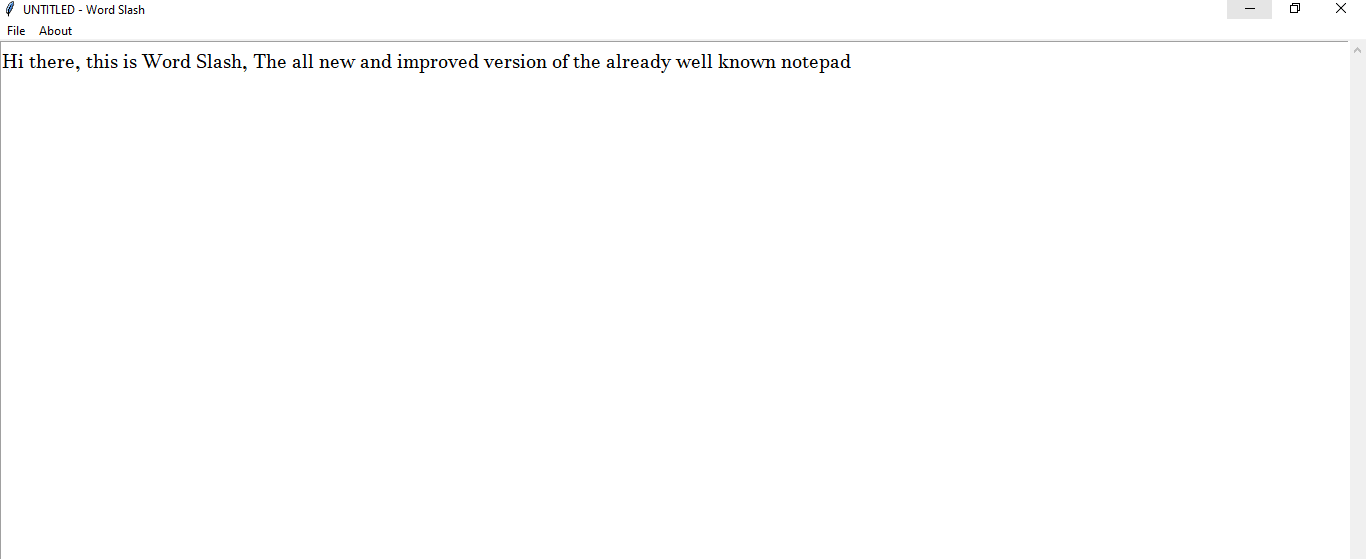 UNTITLED - Word Slash
File About
Hi there, this is Word Slash, The all new and improved version of the already well known notepad